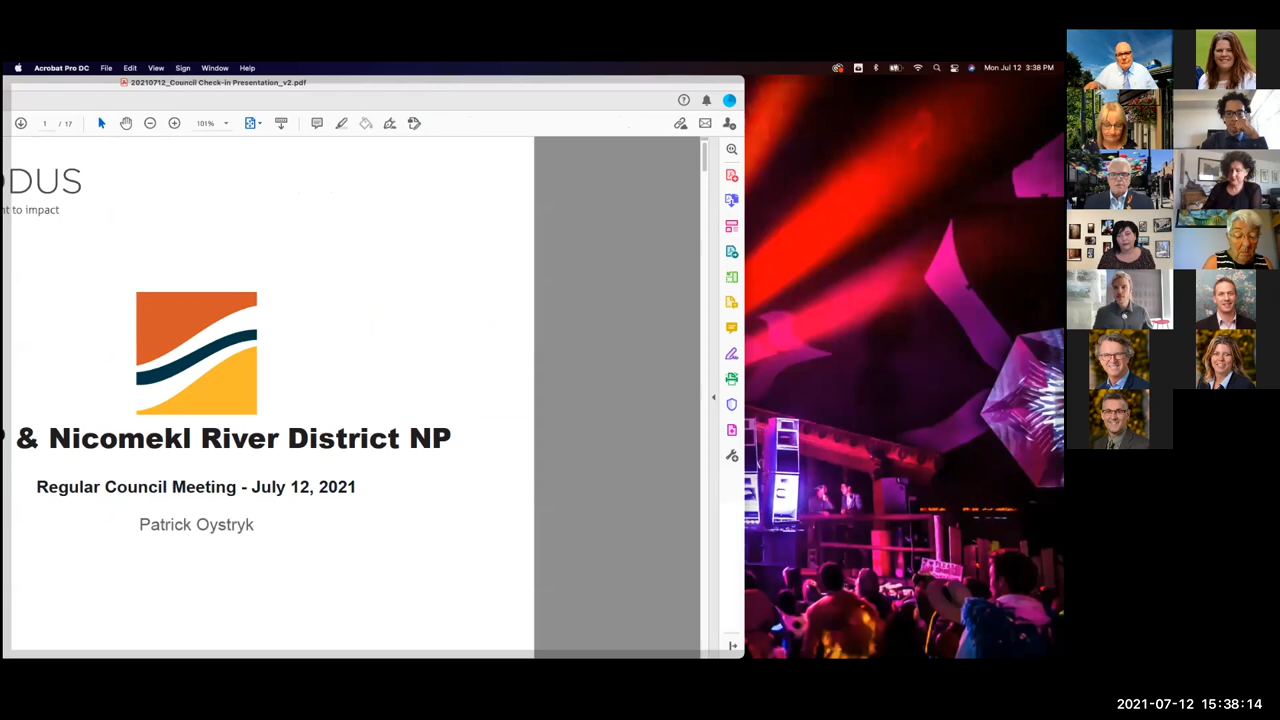 Acrobat Pro DC File Edit View Sign Window Help Mon Jul 12 3:38 PM
20210712_Council Check-in Presentation_v2.pdf
1 / 17 101%
DUS
nt to impact
& Nicomekl River District NP
Regular Council Meeting - July 12, 2021
Patrick Oystryk
2021-07-12 15:38:14